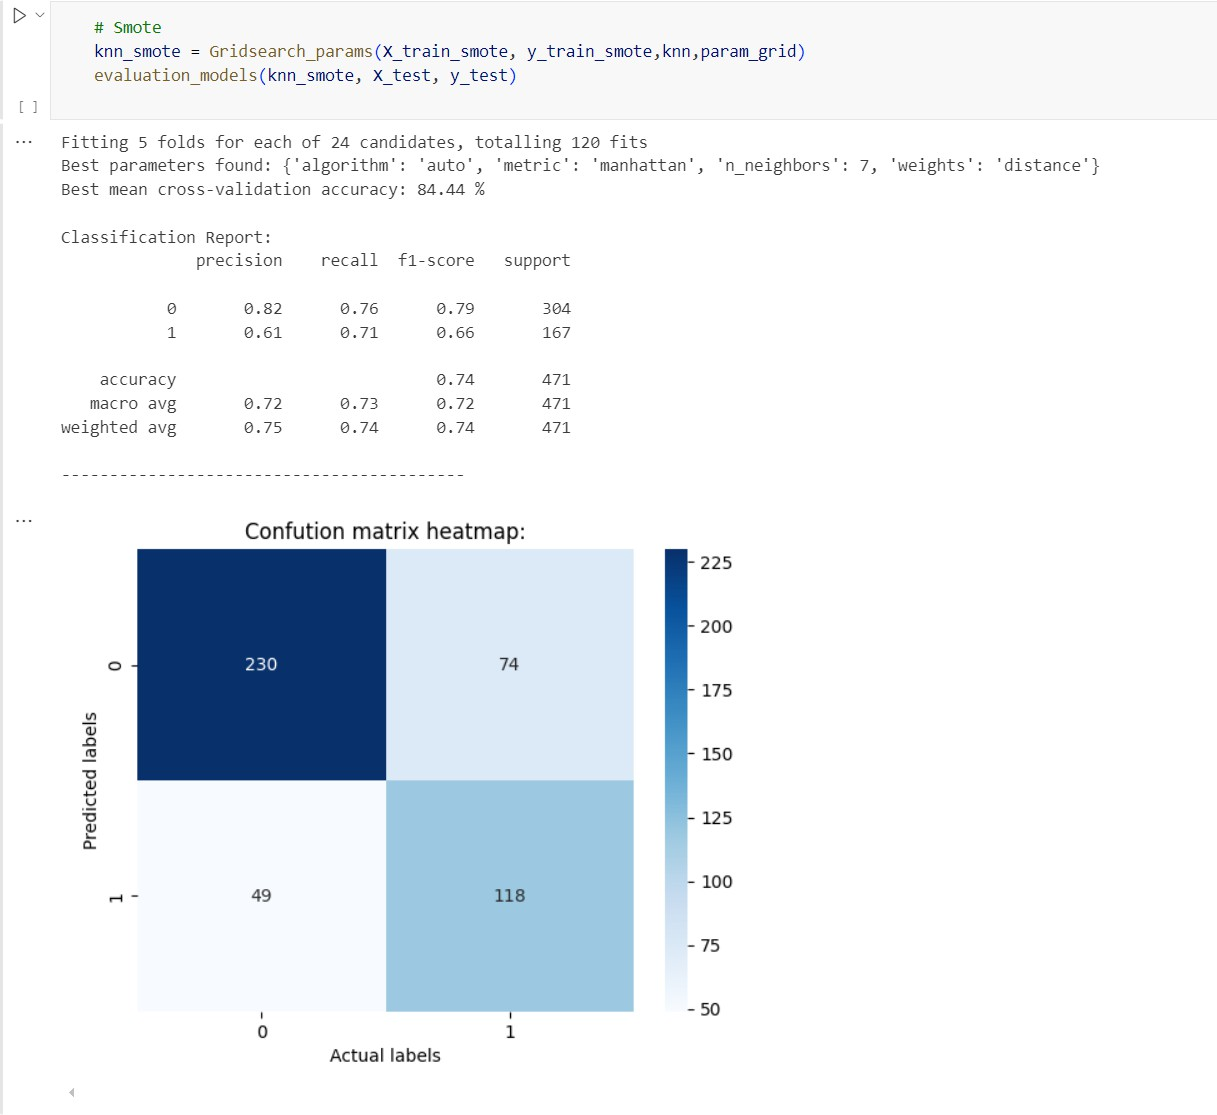 # Smote
knn_smote = Gridsearch_params(X_train_smote, y_train_smote,knn,param_grid)
evaluation_models(knn_smote, X_test, y_test)
[ ]
...
Fitting 5 folds for each of 24 candidates, totalling 120 fits
Best parameters found: {'algorithm': 'auto', 'metric': 'manhattan', 'n_neighbors': 7, 'weights': 'distance'}
Best mean cross-validation accuracy: 84.44 %
Classification Report:
precision recall f1-score support
0 0.82 0.76 0.79 304
1 0.61 0.71 0.66 167
accuracy 0.74 471
macro avg 0.72 0.73 0.72 471
weighted avg 0.75 0.74 0.74 471
------------------------------------------
...
Confution matrix heatmap:
225
200
175
150
125
100
75
50
Predicted labels
0
230 74
1
49 118
0 1
Actual labels